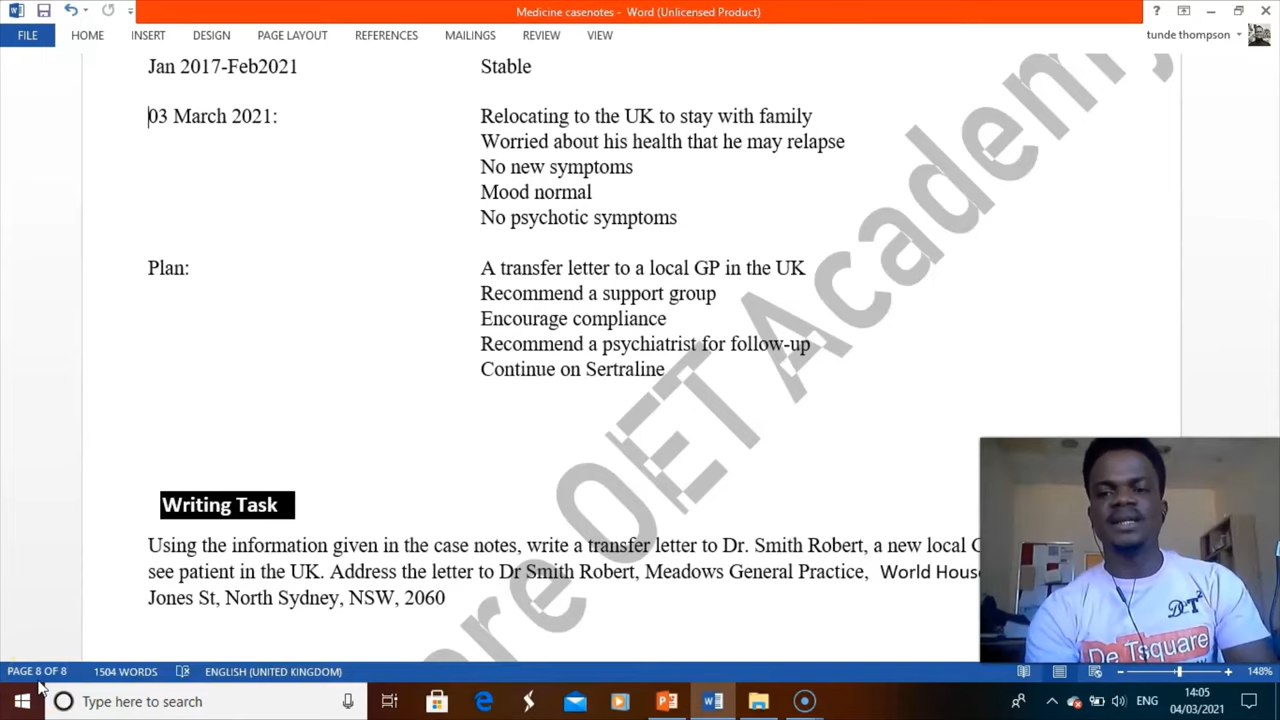 Medicine casenotes - Word (Unlicensed Product)
FILE HOME INSERT DESIGN PAGE LAYOUT REFERENCES MAILINGS REVIEW VIEW
tunde thompson
Jan 2017-Feb2021 Stable
03 March 2021: Relocating to the UK to stay with family
Worried about his health that he may relapse
No new symptoms
Mood normal
No psychotic symptoms
Plan: A transfer letter to a local GP in the UK
Recommend a support group
Encourage compliance
Recommend a psychiatrist for follow-up
Continue on Sertraline
OET Academy
Writing Task
Using the information given in the case notes, write a transfer letter to Dr. Smith Robert, a new local
see patient in the UK. Address the letter to Dr Smith Robert, Meadows General Practice, World
Jones St, North Sydney, NSW, 2060
De Tsquare
PAGE 8 OF 8 1504 WORDS ENGLISH (UNITED KINGDOM) 148%
Type here to search
ENG
14:05
04/03/2021